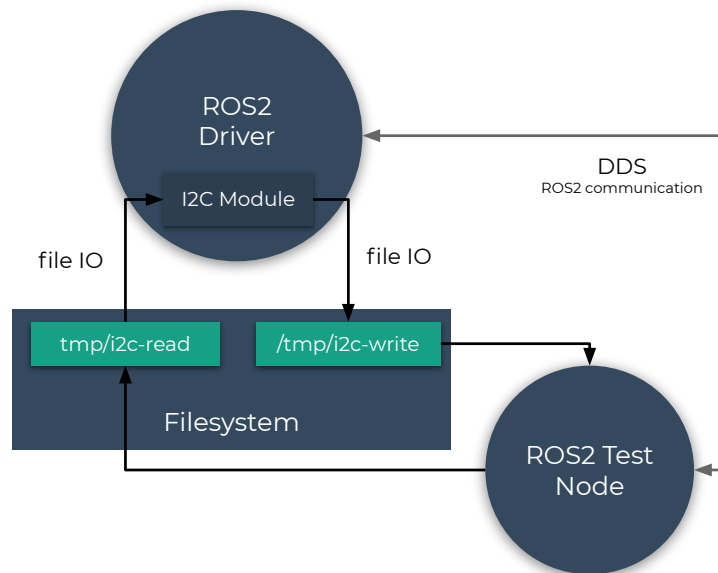 ROS2
Driver
I2C Module
DDS
ROS2 communication
file IO
file IO
tmp/i2c-read
/tmp/i2c-write
Filesystem
ROS2 Test
Node